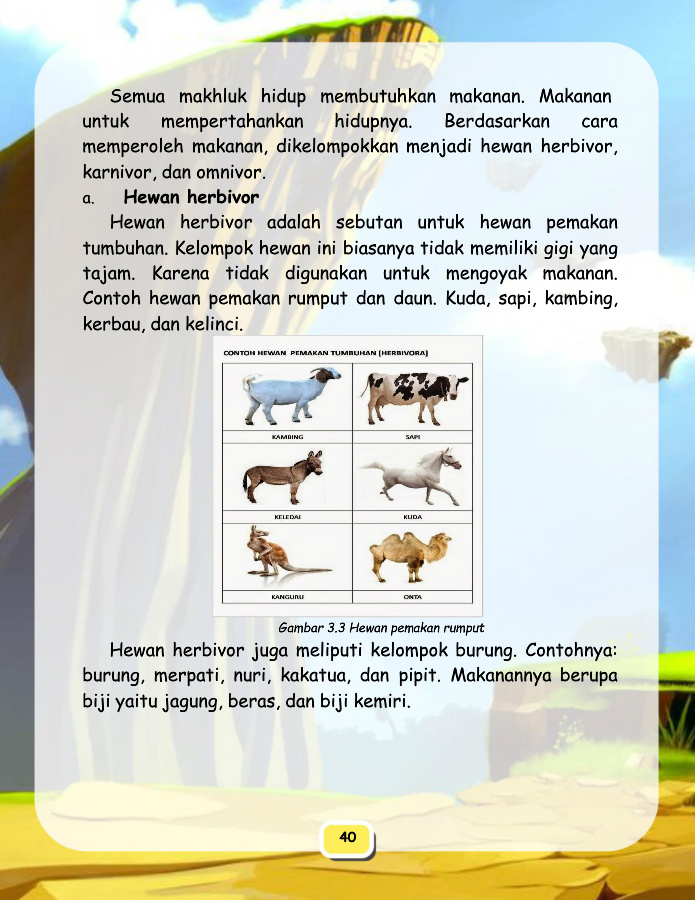 Semua makhluk hidup membutuhkan makanan. Makanan
untuk mempertahankan hidupnya. Berdasarkan cara
memperoleh makanan, dikelompokkan menjadi hewan herbivor,
karnivor, dan omnivor.
a. Hewan herbivor
Hewan herbivor adalah sebutan untuk hewan pemakan
tumbuhan. Kelompok hewan ini biasanya tidak memiliki gigi yang
tajam. Karena tidak digunakan untuk mengoyak makanan.
Contoh hewan pemakan rumput dan daun. Kuda, sapi, kambing,
kerbau, dan kelinci.
CONTOH HEWAN PEMAKAN TUMBUHAN (HERBIVORA)
KAMBING SAPI
KELEDAI KUDA
KANGURU ONTA
Gambar 3.3 Hewan pemakan rumput
Hewan herbivor juga meliputi kelompok burung. Contohnya:
burung, merpati, nuri, kakatua, dan pipit. Makanannya berupa
biji yaitu jagung, beras, dan biji kemiri.
40